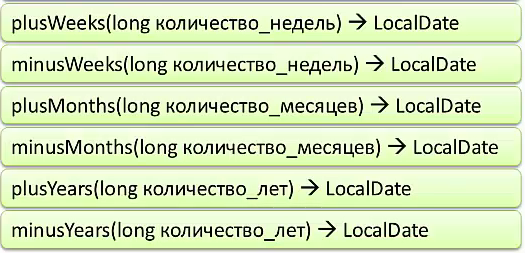 plusWeeks(long количество_недель) → LocalDate
minusWeeks(long количество_недель) → LocalDate
plusMonths(long количество_месяцев) → LocalDate
minusMonths(long количество_месяцев) → LocalDate
plusYears(long количество_лет) → LocalDate
minusYears(long количество_лет) → LocalDate